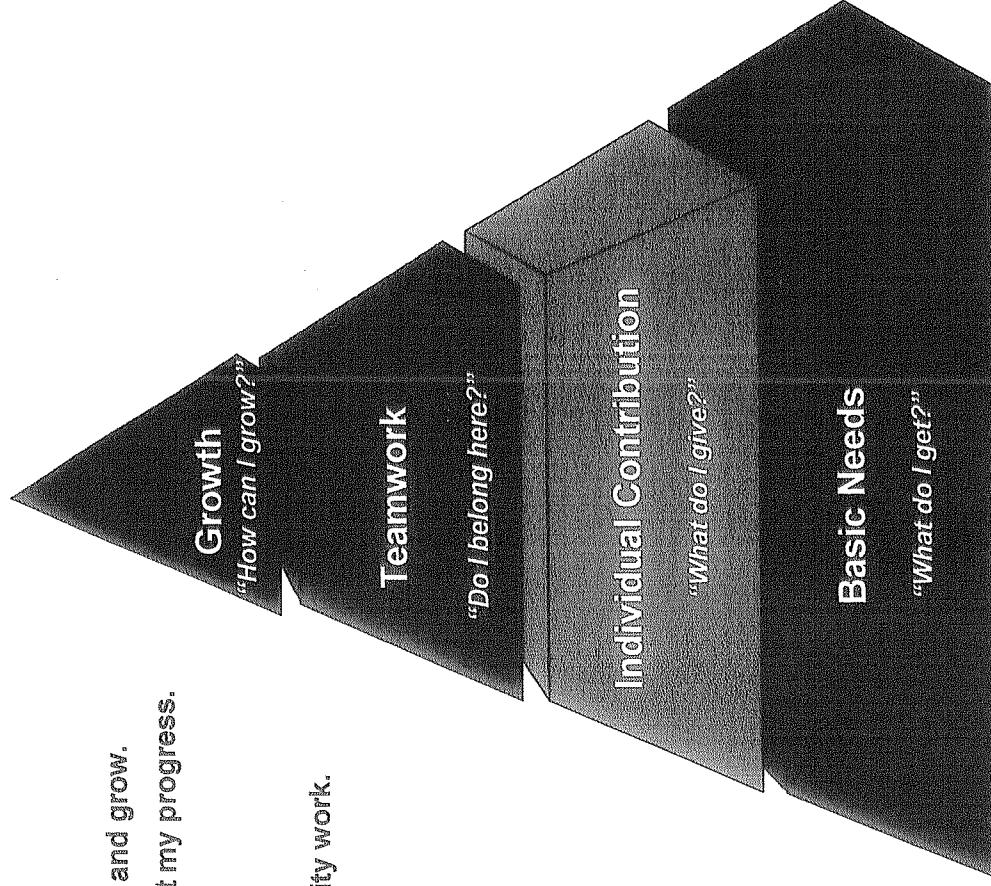 and grow.
my progress.
work.
Growth
“How can I grow?”
Teamwork
“Do I belong here?”
Individual Contribution
“What do I give?”
Basic Needs
“What do I get?”